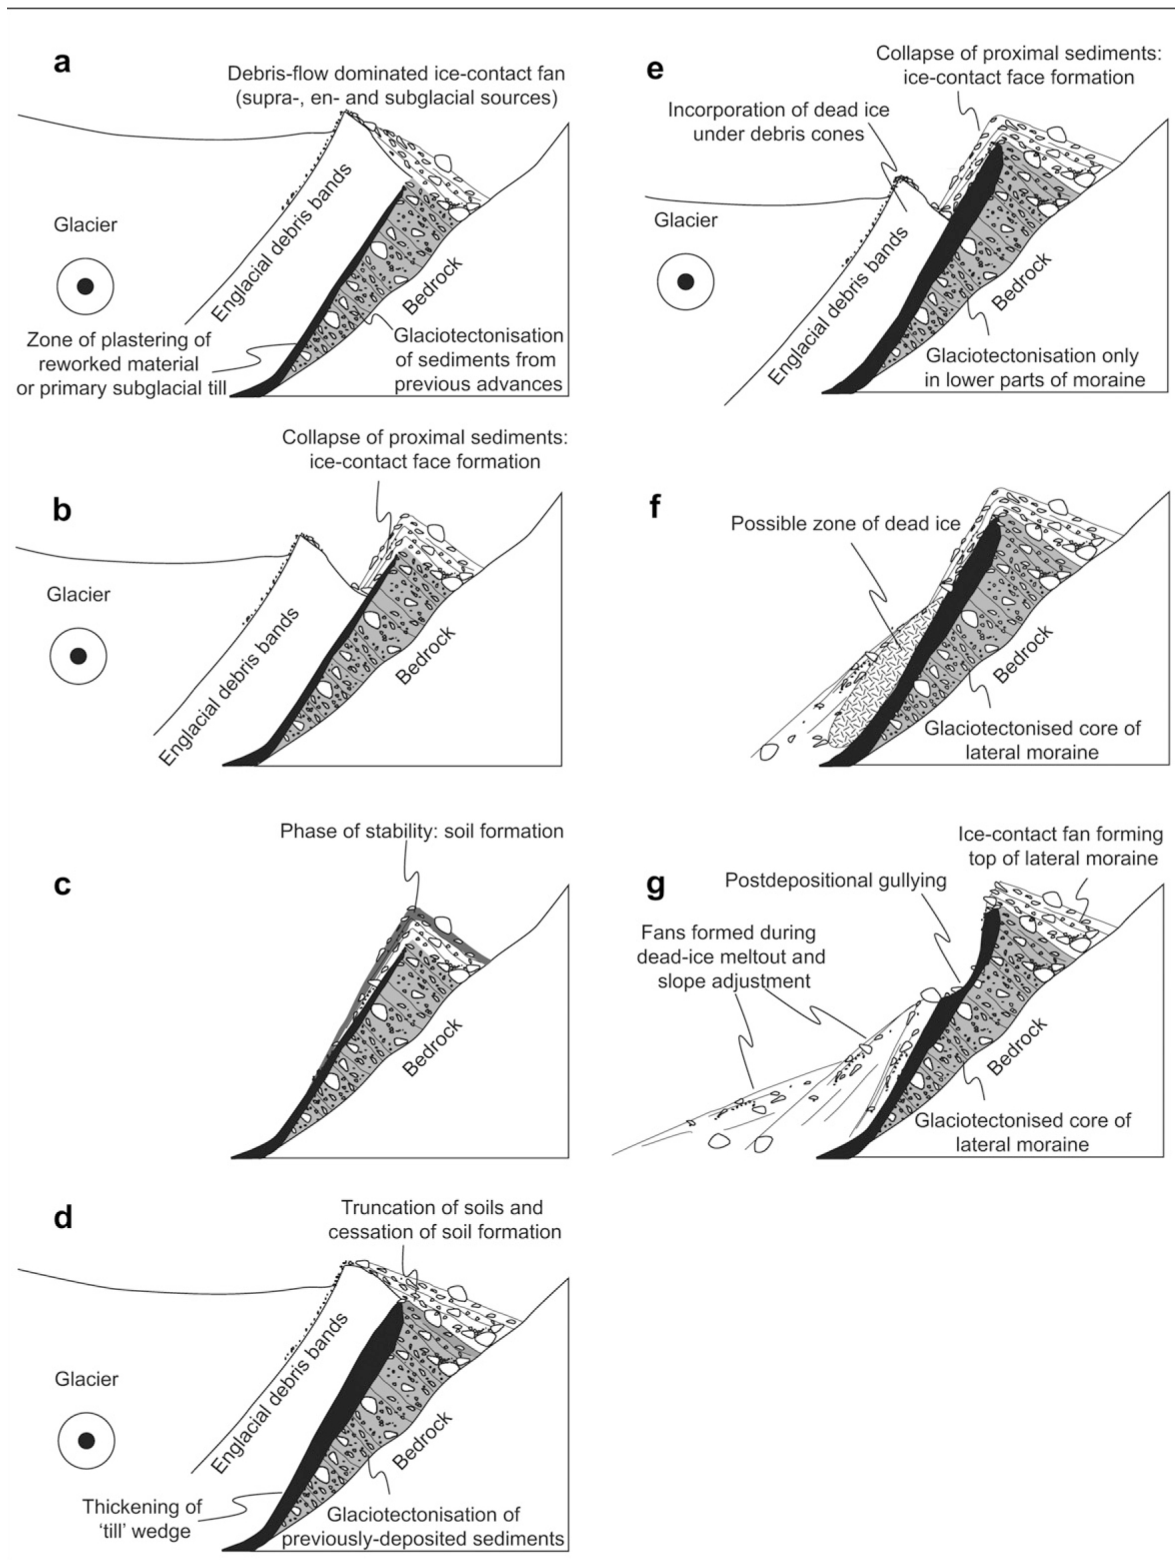 a
Debris-flow dominated ice-contact fan
(supra-, en- and subglacial sources)
Glacier
Englacial debris bands
Bedrock
Zone of plastering of
reworked material
or primary subglacial till
Glaciotectonisation
of sediments from
previous advances
b
Collapse of proximal sediments:
ice-contact face formation
Glacier
Englacial debris bands
Bedrock
c
Phase of stability: soil formation
Bedrock
d
Truncation of soils and
cessation of soil formation
Glacier
Englacial debris bands
Bedrock
Thickening of
‘till’ wedge
Glaciotectonisation of
previously-deposited sediments
e
Collapse of proximal sediments:
ice-contact face formation
Incorporation of dead ice
under debris cones
Glacier
Englacial debris bands
Bedrock
Glaciotectonisation only
in lower parts of moraine
f
Possible zone of dead ice
Bedrock
Glaciotectonised core of
lateral moraine
g
Ice-contact fan forming
top of lateral moraine
Postdepositional gullying
Fans formed during
dead-ice meltout and
slope adjustment
Bedrock
Glaciotectonised core of
lateral moraine